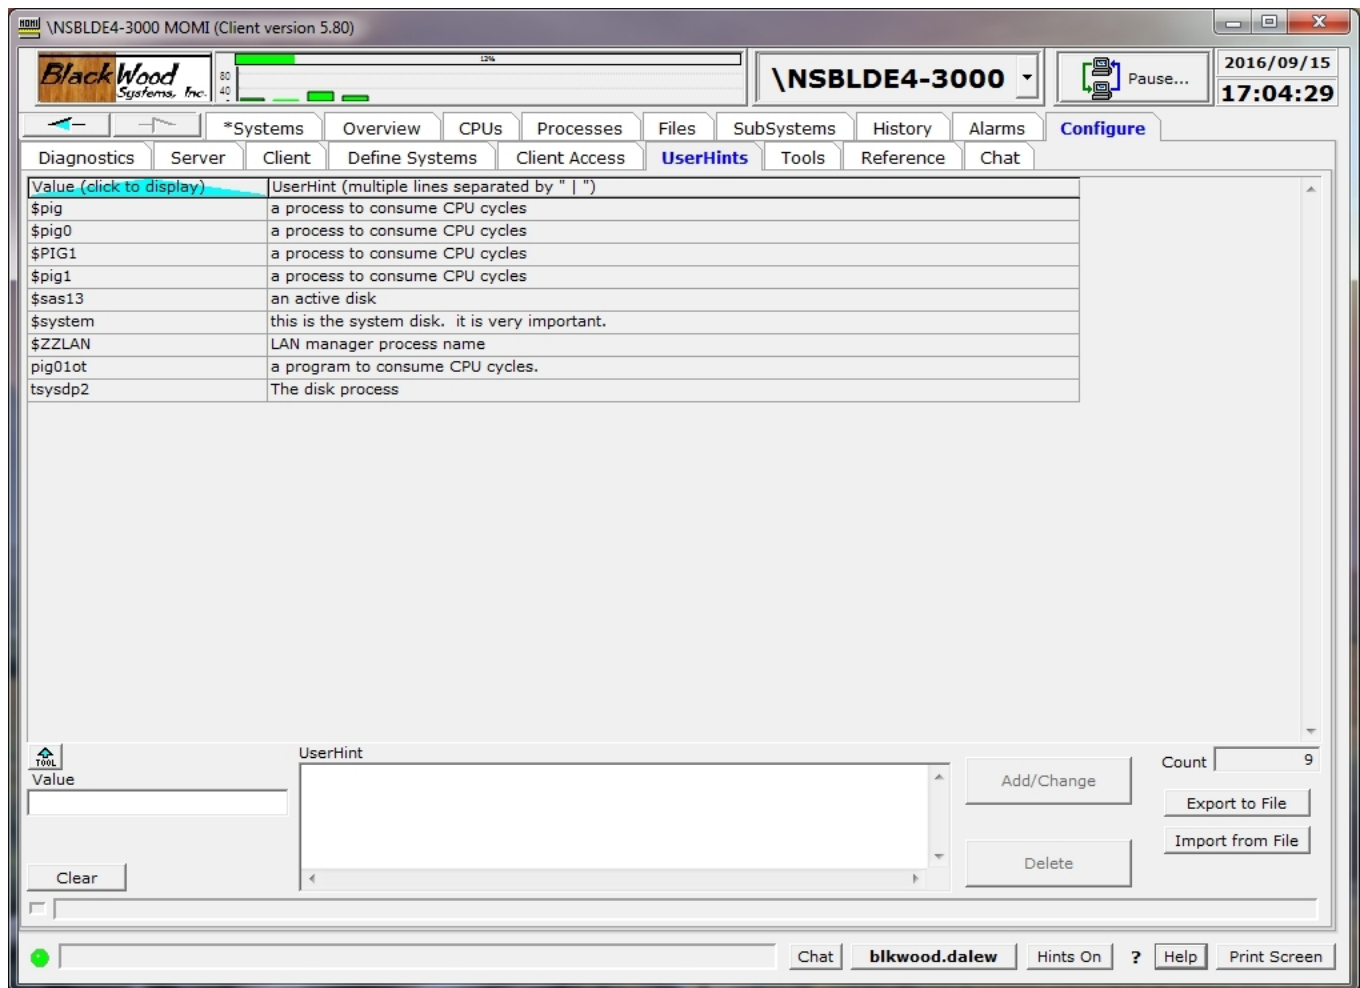 \NSBLDE4-3000 MOMI (Client version 5.80)
BlackWood
Systems, Inc.
12%
80
40
\NSBLDE4-3000
Pause...
2016/09/15
17:04:29
*Systems Overview CPUs Processes Files SubSystems History Alarms Configure
Diagnostics Server Client Define Systems Client Access UserHints Tools Reference Chat
Value (click to display) UserHint (multiple lines separated by " | ")
$pig a process to consume CPU cycles
$pig0 a process to consume CPU cycles
$PIG1 a process to consume CPU cycles
$pig1 a process to consume CPU cycles
$sas13 an active disk
$system this is the system disk.  it is very important.
$ZZLAN LAN manager process name
pig01ot a program to consume CPU cycles.
tsysdp2 The disk process
TOOL
Value
UserHint
Add/Change
Delete
Count 9
Export to File
Import from File
Clear
Chat blkwood.dalew Hints On ? Help Print Screen